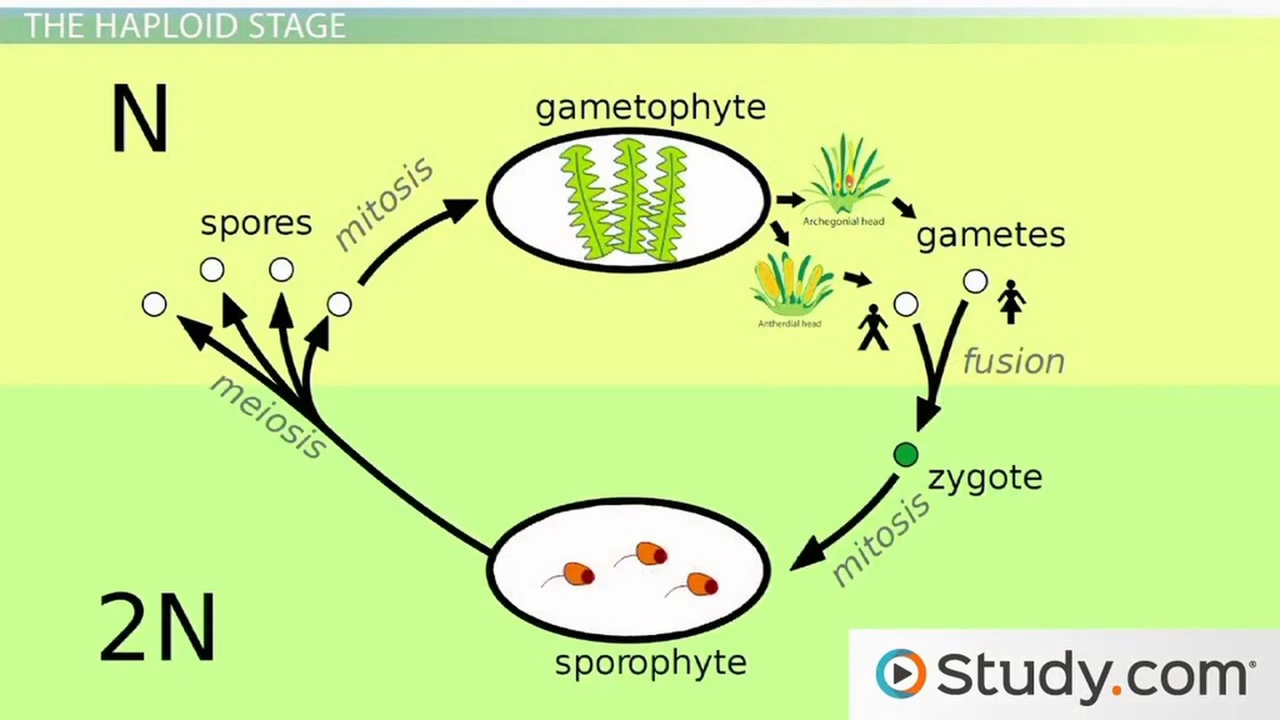 THE HAPLOID STAGE
N
gametophyte
mitosis
spores
Archegonial head
gametes
Antherdial head
fusion
meiosis
zygote
mitosis
2N
sporophyte
Study.com®